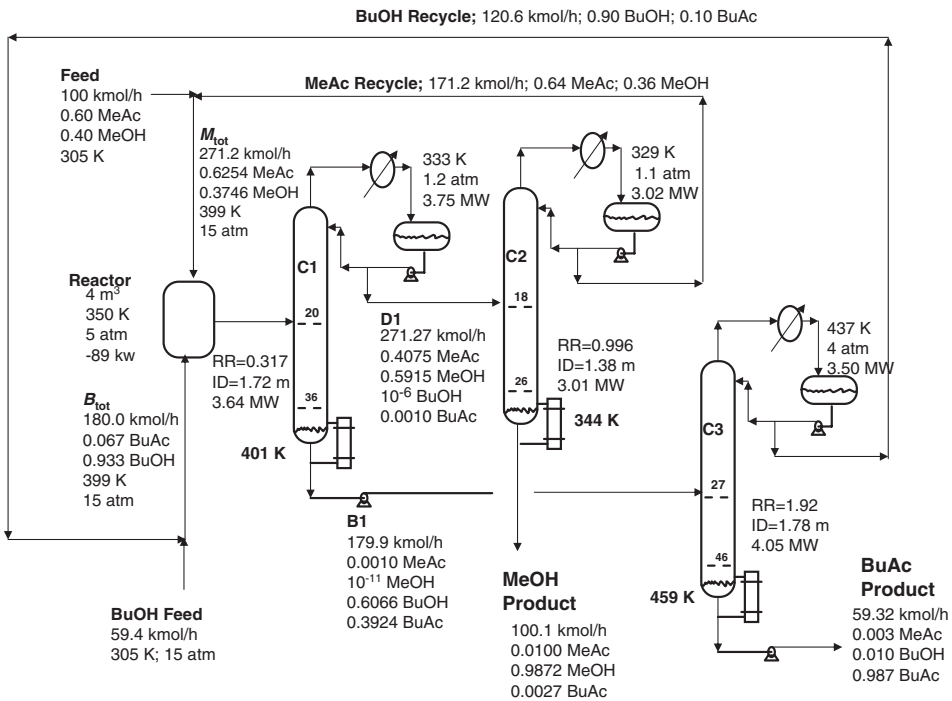 BuOH Recycle; 120.6 kmol/h; 0.90 BuOH; 0.10 BuAc
MeAc Recycle; 171.2 kmol/h; 0.64 MeAc; 0.36 MeOH
Feed
100 kmol/h
0.60 MeAc
0.40 MeOH
305 K
M_tot
271.2 kmol/h
0.6254 MeAc
0.3746 MeOH
399 K
15 atm
333 K
1.2 atm
3.75 MW
329 K
1.1 atm
3.02 MW
C1
20
36
C2
18
26
Reactor
4 m³
350 K
5 atm
-89 kw
RR=0.317
ID=1.72 m
3.64 MW
401 K
D1
271.27 kmol/h
0.4075 MeAc
0.5915 MeOH
10⁻⁶ BuOH
0.0010 BuAc
RR=0.996
ID=1.38 m
3.01 MW
344 K
437 K
4 atm
3.50 MW
C3
27
46
RR=1.92
ID=1.78 m
4.05 MW
459 K
B_tot
180.0 kmol/h
0.067 BuAc
0.933 BuOH
399 K
15 atm
B1
179.9 kmol/h
0.0010 MeAc
10⁻¹¹ MeOH
0.6066 BuOH
0.3924 BuAc
BuOH Feed
59.4 kmol/h
305 K; 15 atm
MeOH
Product
100.1 kmol/h
0.0100 MeAc
0.9872 MeOH
0.0027 BuAc
BuAc
Product
59.32 kmol/h
0.003 MeAc
0.010 BuOH
0.987 BuAc